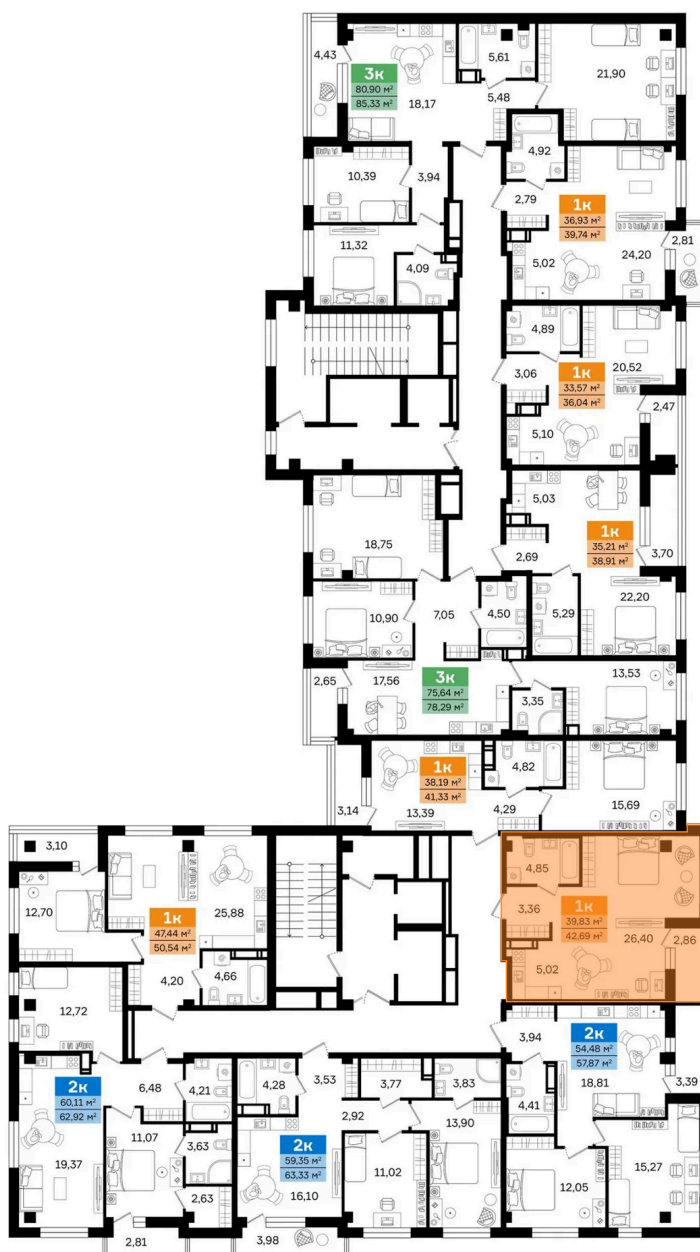 4,43
3к
80,90 м²
85,33 м²
18,17
5,61
5,48
21,90
10,39
3,94
4,92
2,79
1к
36,93 м²
39,74 м²
2,81
11,32
4,09
5,02
24,20
4,89
3,06
1к
33,57 м²
36,04 м²
20,52
2,47
5,10
5,03
18,75
1к
35,21 м²
38,91 м²
2,69
3,70
10,90
7,05
4,50
5,29
22,20
2,65
17,56
3к
75,64 м²
78,29 м²
3,35
13,53
1к
38,19 м²
41,33 м²
4,82
3,14
13,39
4,29
15,69
3,10
12,70
1к
47,44 м²
50,54 м²
25,88
4,85
3,36
1к
39,83 м²
42,69 м²
26,40
2,86
5,02
4,20
4,66
12,72
3,94
2к
54,48 м²
57,87 м²
18,81
3,39
2к
60,11 м²
62,92 м²
6,48
4,21
4,28
3,53
3,77
3,83
4,41
19,37
11,07
3,63
2,63
2,92
2к
59,35 м²
63,33 м²
16,10
11,02
13,90
12,05
15,27
2,81
3,98